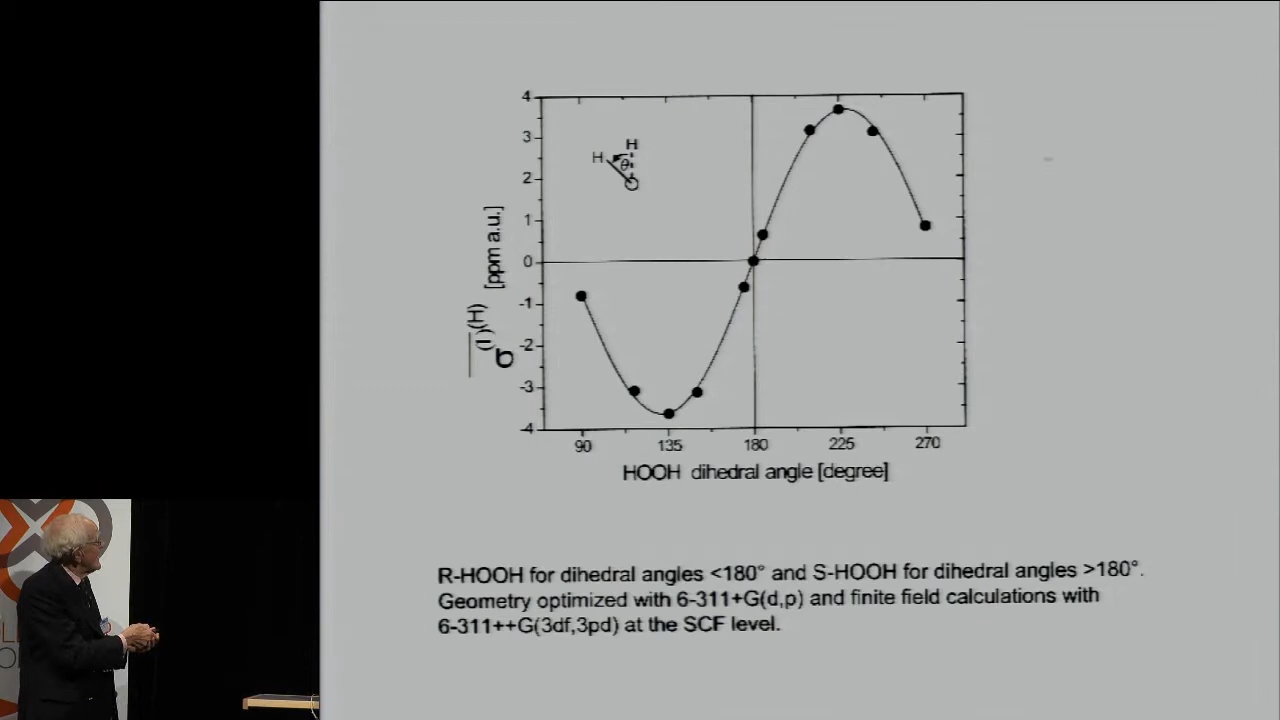 4
3
2
1
0
-1
-2
-3
-4
H
H
θ
σ(1)(H) [ppm a.u.]
90 135 180 225 270
HOOH dihedral angle [degree]
R-HOOH for dihedral angles <180° and S-HOOH for dihedral angles >180°.
Geometry optimized with 6-311+G(d,p) and finite field calculations with
6-311++G(3df,3pd) at the SCF level.